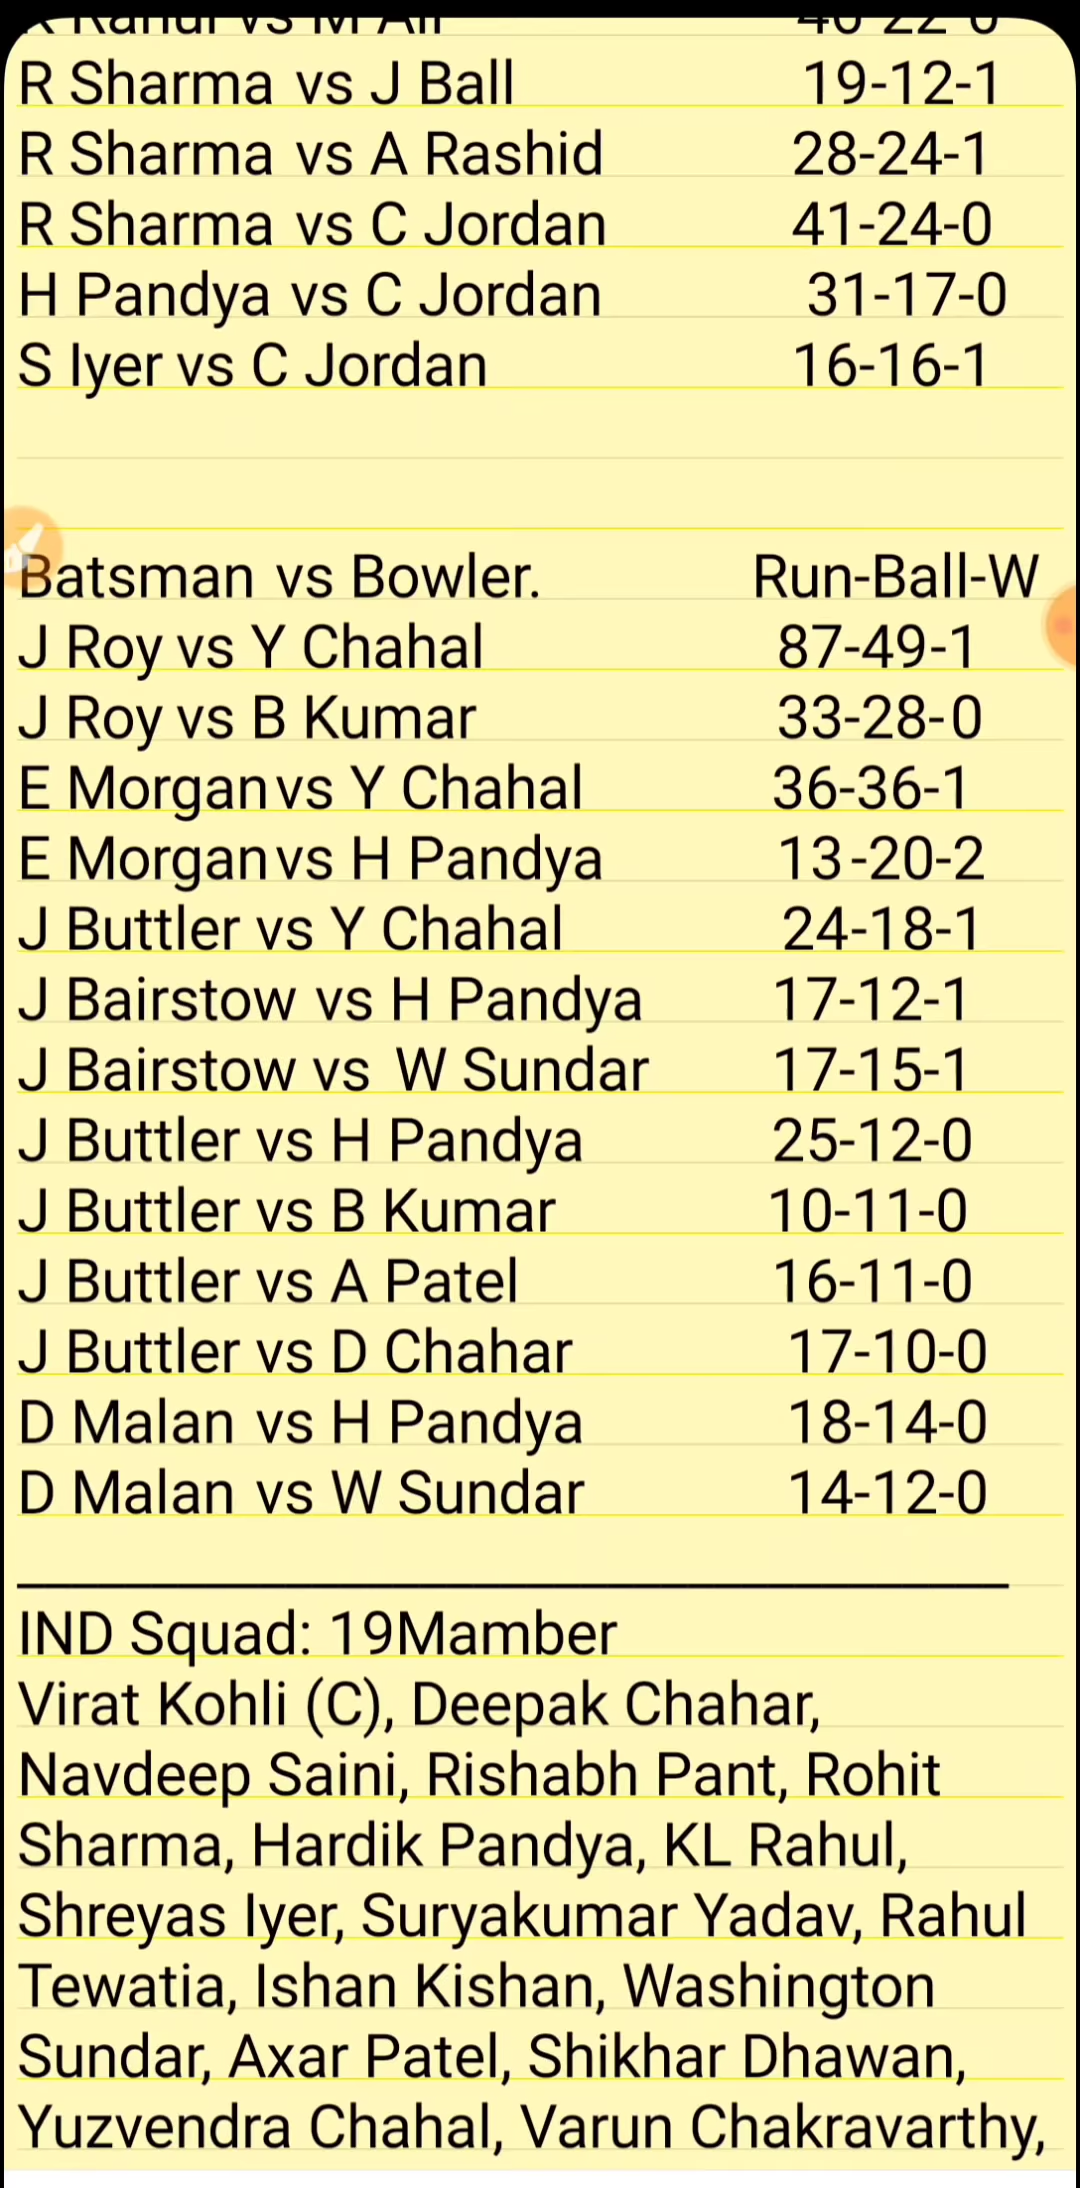 R Sharma vs J Ball 19-12-1
R Sharma vs A Rashid 28-24-1
R Sharma vs C Jordan 41-24-0
H Pandya vs C Jordan 31-17-0
S Iyer vs C Jordan 16-16-1
Batsman vs Bowler. Run-Ball-W
J Roy vs Y Chahal 87-49-1
J Roy vs B Kumar 33-28-0
E Morgan vs Y Chahal 36-36-1
E Morgan vs H Pandya 13-20-2
J Buttler vs Y Chahal 24-18-1
J Bairstow vs H Pandya 17-12-1
J Bairstow vs W Sundar 17-15-1
J Buttler vs H Pandya 25-12-0
J Buttler vs B Kumar 10-11-0
J Buttler vs A Patel 16-11-0
J Buttler vs D Chahar 17-10-0
D Malan vs H Pandya 18-14-0
D Malan vs W Sundar 14-12-0
IND Squad: 19Mamber
Virat Kohli (C), Deepak Chahar,
Navdeep Saini, Rishabh Pant, Rohit
Sharma, Hardik Pandya, KL Rahul,
Shreyas Iyer, Suryakumar Yadav, Rahul
Tewatia, Ishan Kishan, Washington
Sundar, Axar Patel, Shikhar Dhawan,
Yuzvendra Chahal, Varun Chakravarthy,